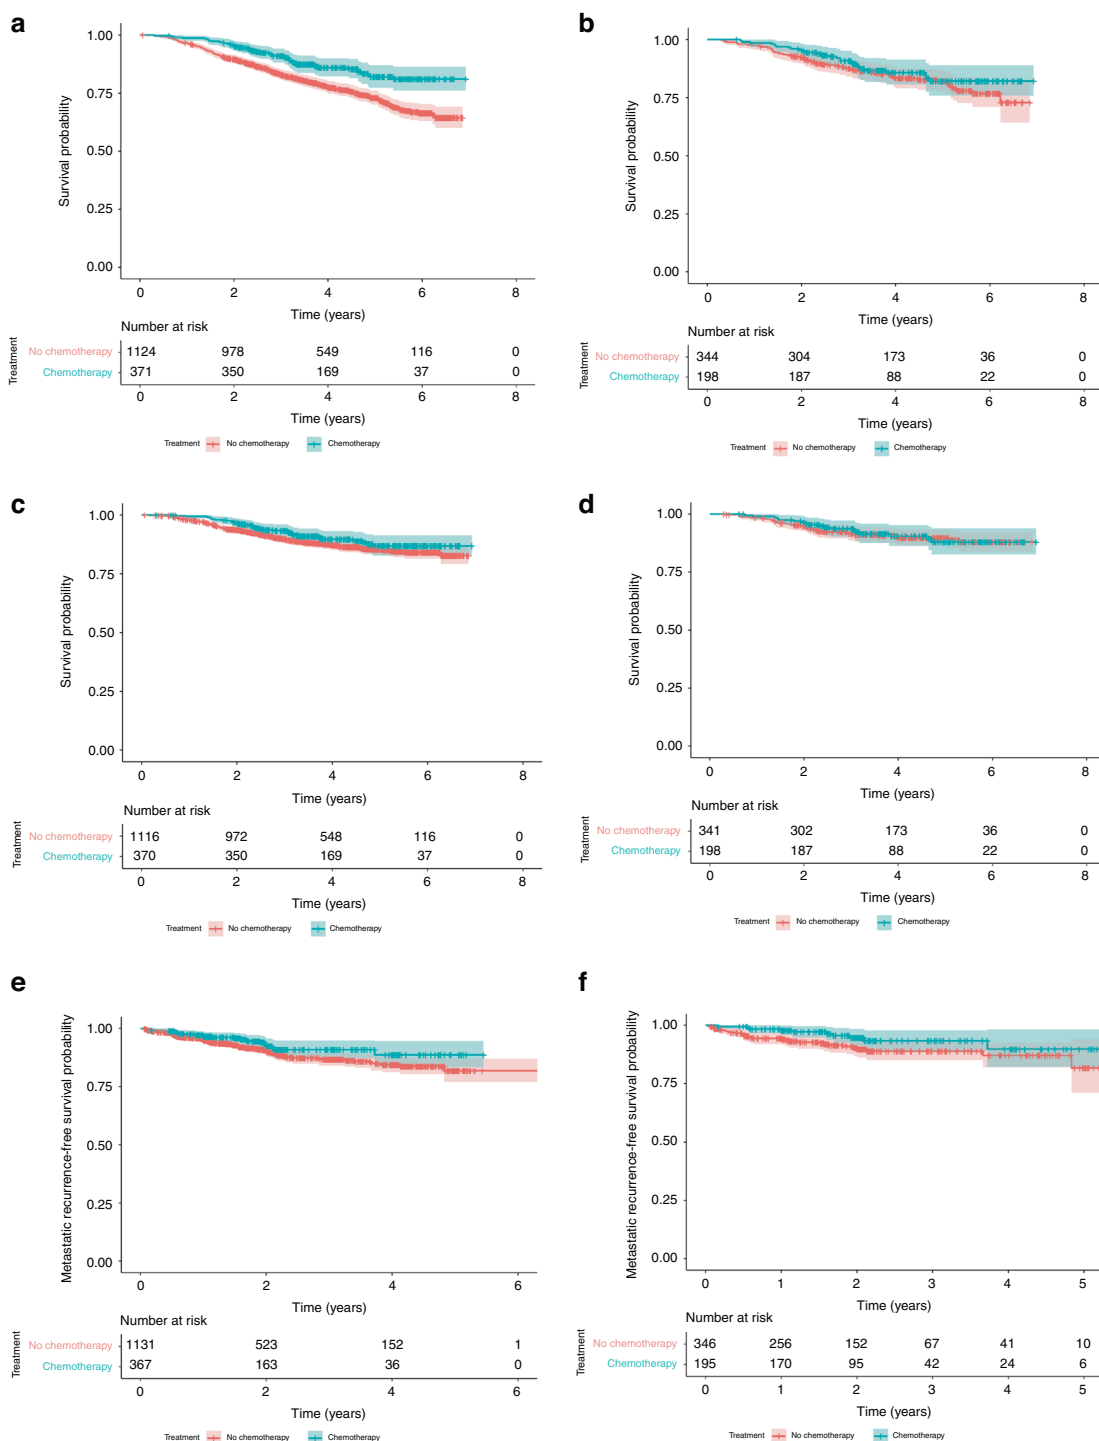 a
1.00
0.75
0.50
0.25
0.00
Survival probability
0 2 4 6 8
Time (years)
Number at risk
Treatment
No chemotherapy 1124 978 549 116 0
Chemotherapy 371 350 169 37 0
0 2 4 6 8
Time (years)
Treatment No chemotherapy Chemotherapy
b
1.00
0.75
0.50
0.25
0.00
Survival probability
0 2 4 6 8
Time (years)
Number at risk
Treatment
No chemotherapy 344 304 173 36 0
Chemotherapy 198 187 88 22 0
0 2 4 6 8
Time (years)
Treatment No chemotherapy Chemotherapy
c
1.00
0.75
0.50
0.25
0.00
Survival probability
0 2 4 6 8
Time (years)
Number at risk
Treatment
No chemotherapy 1116 972 548 116 0
Chemotherapy 370 350 169 37 0
0 2 4 6 8
Time (years)
Treatment No chemotherapy Chemotherapy
d
1.00
0.75
0.50
0.25
0.00
Survival probability
0 2 4 6 8
Time (years)
Number at risk
Treatment
No chemotherapy 341 302 173 36 0
Chemotherapy 198 187 88 22 0
0 2 4 6 8
Time (years)
Treatment No chemotherapy Chemotherapy
e
1.00
0.75
0.50
0.25
0.00
Metastatic recurrence-free survival probability
0 2 4 6
Time (years)
Number at risk
Treatment
No chemotherapy 1131 523 152 1
Chemotherapy 367 163 36 0
0 2 4 6
Time (years)
Treatment No chemotherapy Chemotherapy
f
1.00
0.75
0.50
0.25
0.00
Metastatic recurrence-free survival probability
0 1 2 3 4 5
Time (years)
Number at risk
Treatment
No chemotherapy 346 256 152 67 41 10
Chemotherapy 195 170 95 42 24 6
0 1 2 3 4 5
Time (years)
Treatment No chemotherapy Chemotherapy